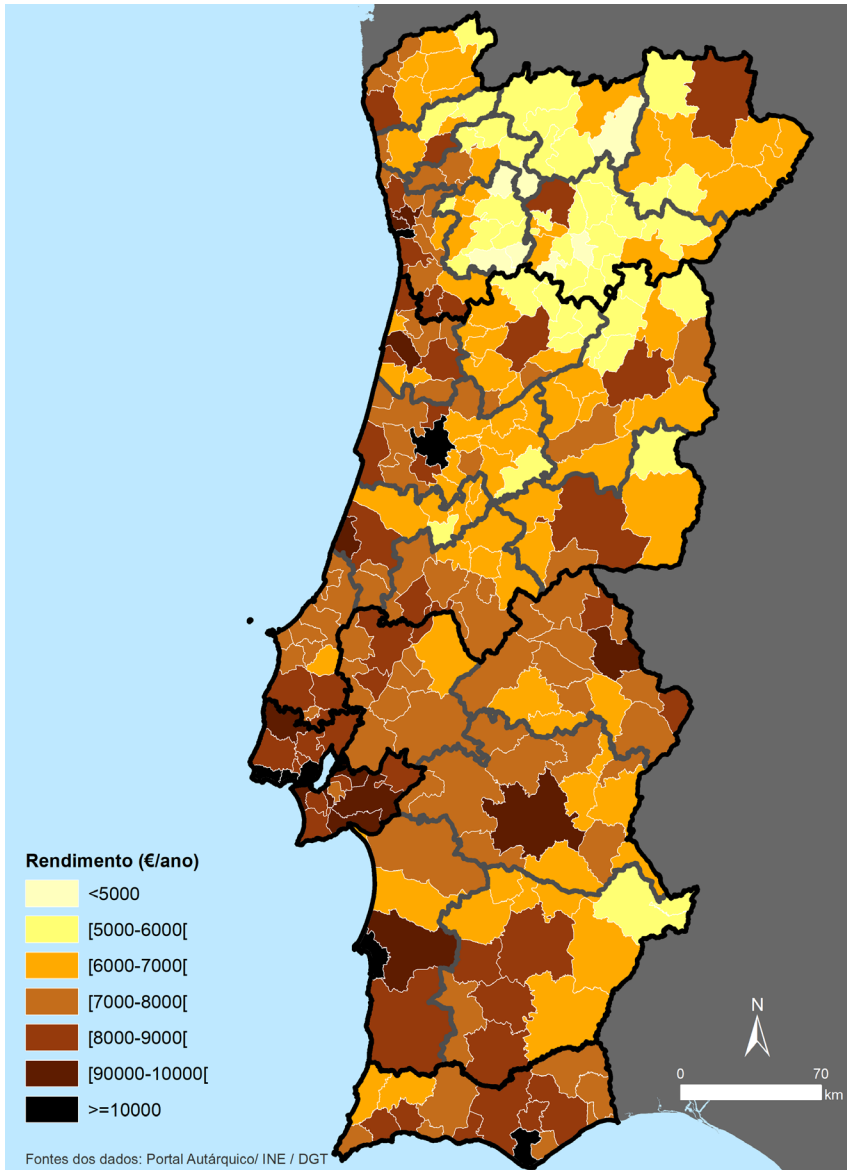 Rendimento (€/ano)
<5000
[5000-6000[
[6000-7000[
[7000-8000[
[8000-9000[
[90000-10000[
>=10000
N
0 70
km
Fontes dos dados: Portal Autárquico/ INE / DGT